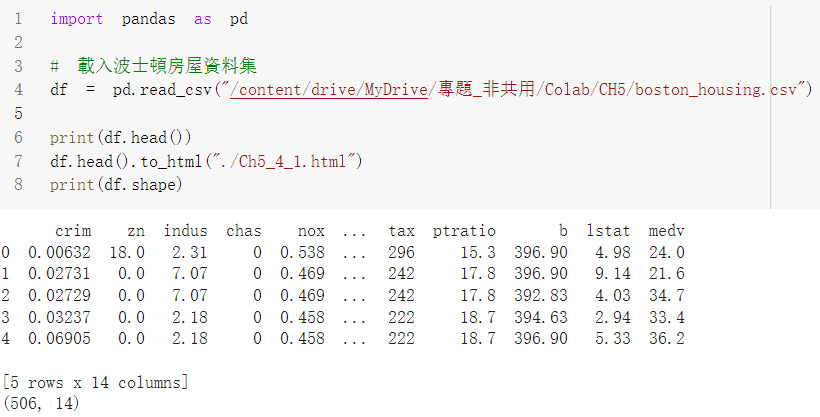 1 import pandas as pd
2
3 # 載入波士頓房屋資料集
4 df = pd.read_csv("/content/drive/MyDrive/專題_非共用/Colab/CH5/boston_housing.csv")
5
6 print(df.head())
7 df.head().to_html("./Ch5_4_1.html")
8 print(df.shape)
crim zn indus chas nox ... tax ptratio b lstat medv
0 0.00632 18.0 2.31 0 0.538 ... 296 15.3 396.90 4.98 24.0
1 0.02731 0.0 7.07 0 0.469 ... 242 17.8 396.90 9.14 21.6
2 0.02729 0.0 7.07 0 0.469 ... 242 17.8 392.83 4.03 34.7
3 0.03237 0.0 2.18 0 0.458 ... 222 18.7 394.63 2.94 33.4
4 0.06905 0.0 2.18 0 0.458 ... 222 18.7 396.90 5.33 36.2
[5 rows x 14 columns]
(506, 14)